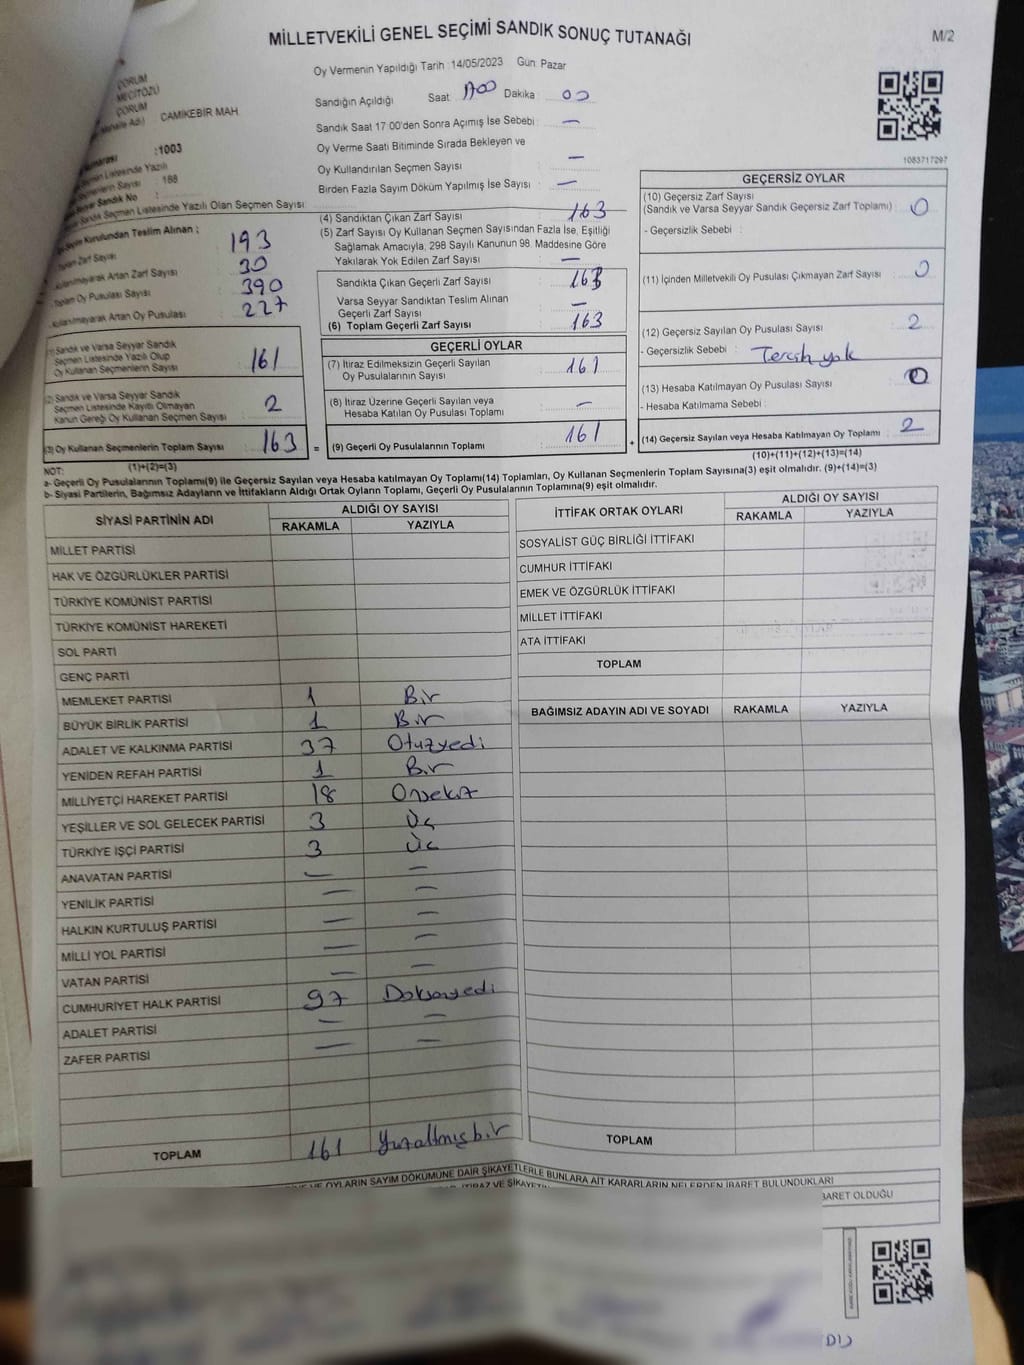 MİLLETVEKİLİ GENEL SEÇİMİ SANDIK SONUÇ TUTANAĞI
M/2
Oy Vermenin Yapıldığı Tarih :14/05/2023 Gün Pazar
ÇORUM
MECİTÖZÜ
ÇORUM
CAMİKEBİR MAH
:1003
: 188
Sandığın Açıldığı Saat Dakika : 00
Sandık Saat 17:00'den Sonra Açımış İse Sebebi : —
Oy Verme Saati Bitiminde Sırada Bekleyen ve
Oy Kullandırılan Seçmen Sayısı : —
Birden Fazla Sayım Döküm Yapılmış İse Sayısı : —
1083717297
Sandık Seçmen Listesinde Yazılı Olan Seçmen Sayısı
Seçim Kurulundan Teslim Alınan :
Toplam Zarf Sayısı 193
Kullanılmayarak Artan Zarf Sayısı 30
Toplam Oy Pusulası Sayısı 390
Kullanılmayarak Artan Oy Pusulası 227
(1) Sandık ve Varsa Seyyar Sandık
Seçmen Listesinde Yazılı Olup
Oy Kullanan Seçmenlerin Sayısı : 161
(2) Sandık ve Varsa Seyyar Sandık
Seçmen Listesinde Kayıtlı Olmayan
Kanun Gereği Oy Kullanan Seçmen Sayısı : 2
(3) Oy Kullanan Seçmenlerin Toplam Sayısı : 163 =
(4) Sandıktan Çıkan Zarf Sayısı : 163
(5) Zarf Sayısı Oy Kullanan Seçmen Sayısından Fazla İse, Eşitliği
Sağlamak Amacıyla, 298 Sayılı Kanunun 98. Maddesine Göre
Yakılarak Yok Edilen Zarf Sayısı : —
Sandıkta Çıkan Geçerli Zarf Sayısı : 163
Varsa Seyyar Sandıktan Teslim Alınan
Geçerli Zarf Sayısı : —
(6) Toplam Geçerli Zarf Sayısı : 163
GEÇERLİ OYLAR
(7) İtiraz Edilmeksizin Geçerli Sayılan
Oy Pusulalarının Sayısı : 161
(8) İtiraz Üzerine Geçerli Sayılan veya
Hesaba Katılan Oy Pusulası Toplamı : —
(9) Geçerli Oy Pusulalarının Toplamı : 161 +
GEÇERSİZ OYLAR
(10) Geçersiz Zarf Sayısı
(Sandık ve Varsa Seyyar Sandık Geçersiz Zarf Toplamı) : 0
- Geçersizliği Sebebi :
(11) İçinden Milletvekili Oy Pusulası Çıkmayan Zarf Sayısı : 0
(12) Geçersiz Sayılan Oy Pusulası Sayısı : 2
- Geçersizlik Sebebi : Tercih yok
(13) Hesaba Katılmayan Oy Pusulası Sayısı : 0
- Hesaba Katılmama Sebebi :
(14) Geçersiz Sayılan veya Hesaba Katılmayan Oy Toplamı : 2
(10)+(11)+(12)+(13)=(14)
NOT: (1)+(2)=(3)
a- Geçerli Oy Pusulalarının Toplamı(9) ile Geçersiz Sayılan veya Hesaba katılmayan Oy Toplamı(14) Toplamları, Oy Kullanan Seçmenlerin Toplam Sayısına(3) eşit olmalıdır. (9)+(14)=(3)
b- Siyasi Partilerin, Bağımsız Adayların ve İttifakların Aldığı Ortak Oyların Toplamı, Geçerli Oy Pusulalarının Toplamına(9) eşit olmalıdır.
SİYASİ PARTİNİN ADI ALDIĞI OY SAYISI
RAKAMLA YAZIYLA
MİLLET PARTİSİ
HAK VE ÖZGÜRLÜKLER PARTİSİ
TÜRKİYE KOMÜNİST PARTİSİ
TÜRKİYE KOMÜNİST HAREKETİ
SOL PARTİ
GENÇ PARTİ
MEMLEKET PARTİSİ 1 Bir
BÜYÜK BİRLİK PARTİSİ 1 Bir
ADALET VE KALKINMA PARTİSİ 37 Otuzyedi
YENİDEN REFAH PARTİSİ 1 Bir
MİLLİYETÇİ HAREKET PARTİSİ 18 Onsekiz
YEŞİLLER VE SOL GELECEK PARTİSİ 3 Üç
TÜRKİYE İŞÇİ PARTİSİ 3 Üç
ANAVATAN PARTİSİ — —
YENİLİK PARTİSİ — —
HALKIN KURTULUŞ PARTİSİ — —
MİLLİ YOL PARTİSİ — —
VATAN PARTİSİ — —
CUMHURİYET HALK PARTİSİ 97 Doksanyedi
ADALET PARTİSİ — —
ZAFER PARTİSİ — —
TOPLAM 161 Yüzaltmışbir
İTTİFAK ORTAK OYLARI ALDIĞI OY SAYISI
RAKAMLA YAZIYLA
SOSYALİST GÜÇ BİRLİĞİ İTTİFAKI
CUMHUR İTTİFAKI
EMEK VE ÖZGÜRLÜK İTTİFAKI
MİLLET İTTİFAKI
ATA İTTİFAKI
TOPLAM
BAĞIMSIZ ADAYIN ADI VE SOYADI RAKAMLA YAZIYLA
TOPLAM
OYLARIN SAYIM DÖKÜMÜNE DAİR ŞİKAYETLERLE BUNLARA AİT KARARLARIN NELERDEN İBARET BULUNDUKLARI
İTİRAZ VE
İBARET OLDUĞU